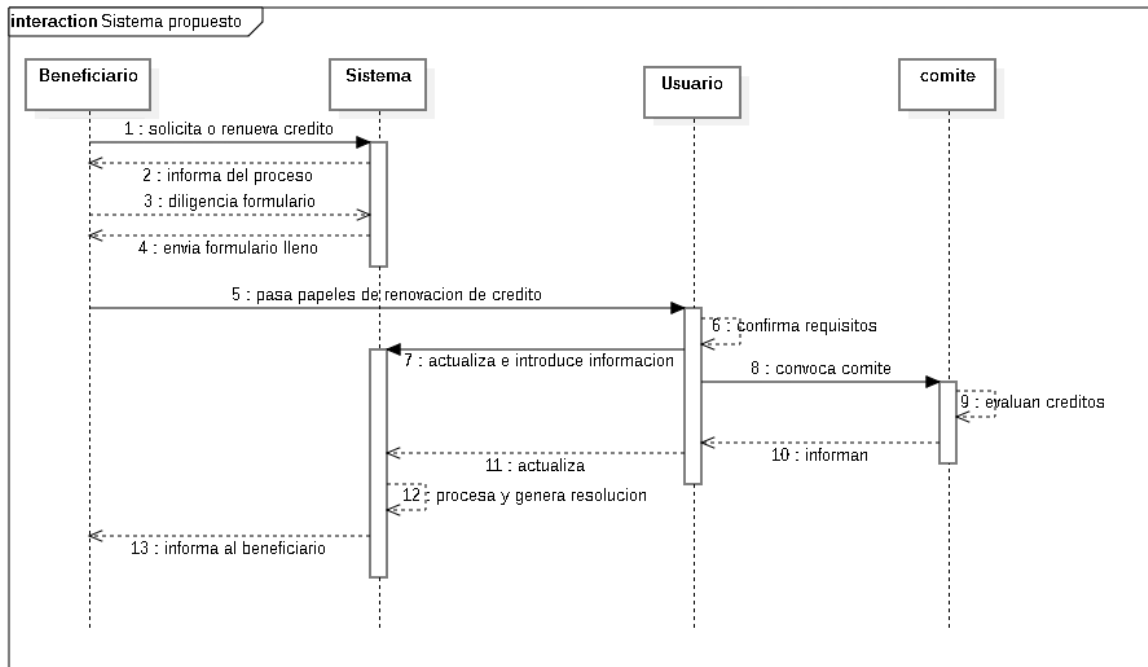 interaction Sistema propuesto
Beneficiario
Sistema
Usuario
comite
1 : solicita o renueva credito
2 : informa del proceso
3 : diligencia formulario
4 : envia formulario lleno
5 : pasa papeles de renovacion de credito
6 : confirma requisitos
7 : actualiza e introduce informacion
8 : convoca comite
9 : evaluan creditos
10 : informan
11 : actualiza
12 : procesa y genera resolucion
13 : informa al beneficiario